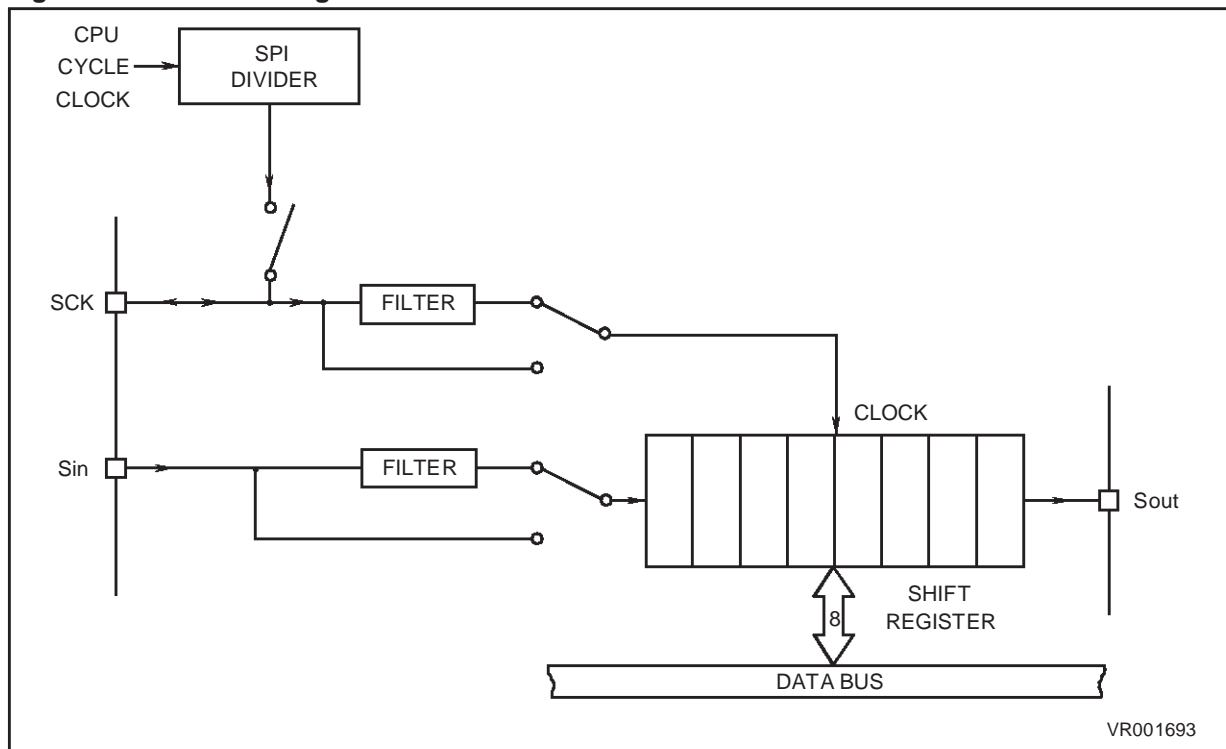 CPU
CYCLE
CLOCK
SPI
DIVIDER
SCK
FILTER
CLOCK
Sin
FILTER
Sout
SHIFT
REGISTER
8
DATA BUS
VR001693